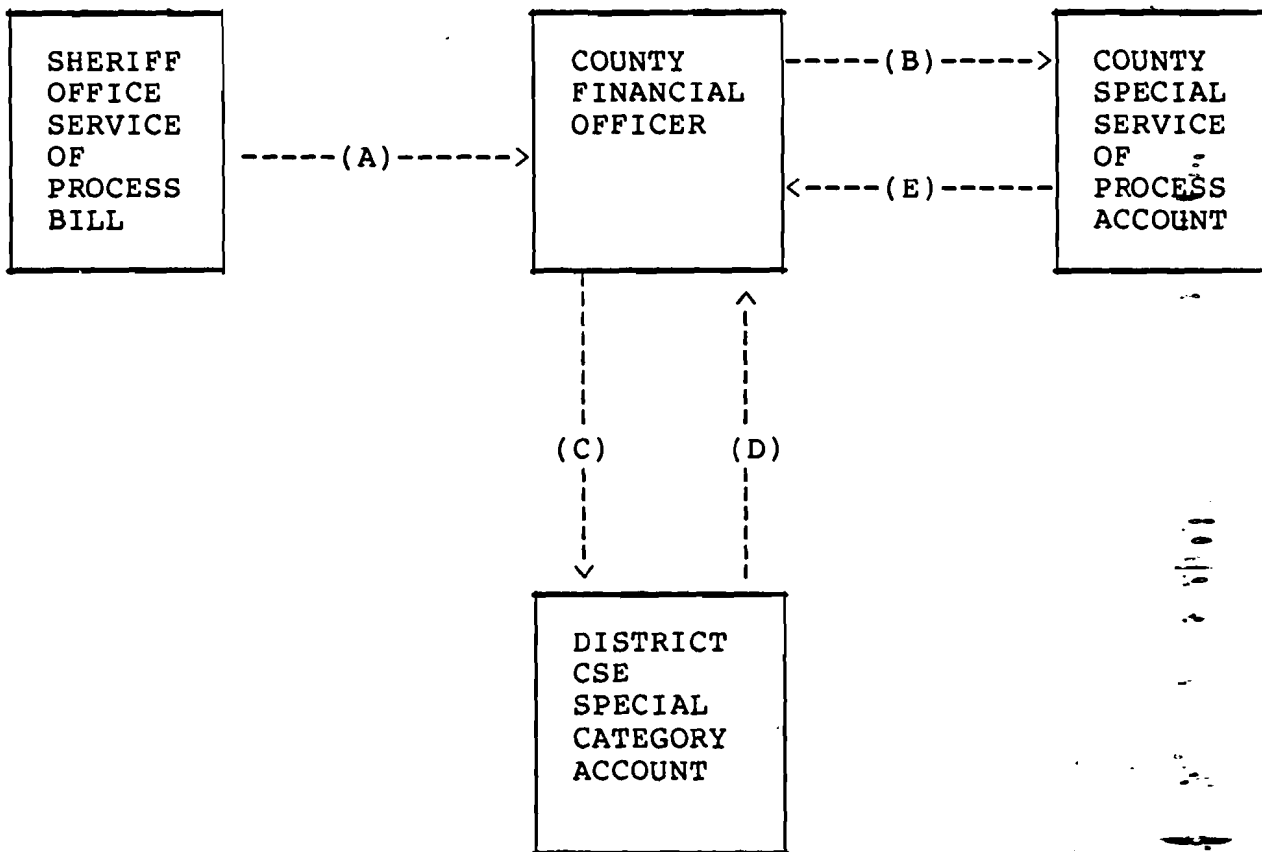 SHERIFF
OFFICE
SERVICE
OF
PROCESS
BILL
-----(A)------>
COUNTY
FINANCIAL
OFFICER
-----(B)----->
<----(E)------
COUNTY
SPECIAL
SERVICE
OF
PROCESS
ACCOUNT
(C)
(D)
DISTRICT
CSE
SPECIAL
CATEGORY
ACCOUNT